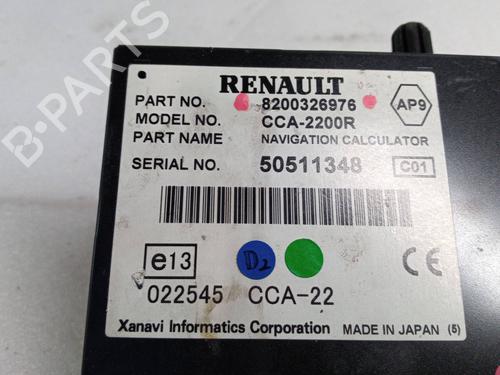 B-PARTS
RENAULT
PART NO. 8200326976
AP9
MODEL NO. CCA-2200R
PART NAME NAVIGATION CALCULATOR
SERIAL NO. 50511348 C01
e13 D2 CE
022545 CCA-22
Xanavi Informatics Corporation MADE IN JAPAN (5)